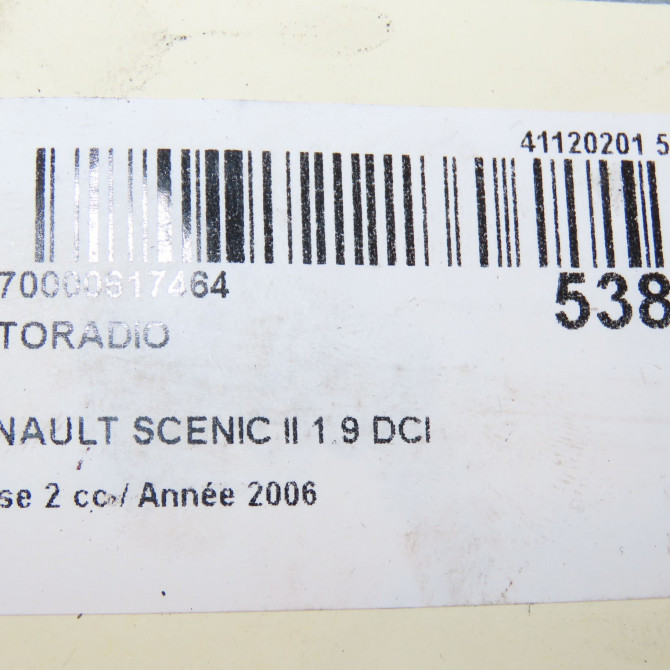 41120201 5
70000617464
538
TORADIO
NAULT SCENIC II 1.9 DCI
se 2 cc / Année 2006